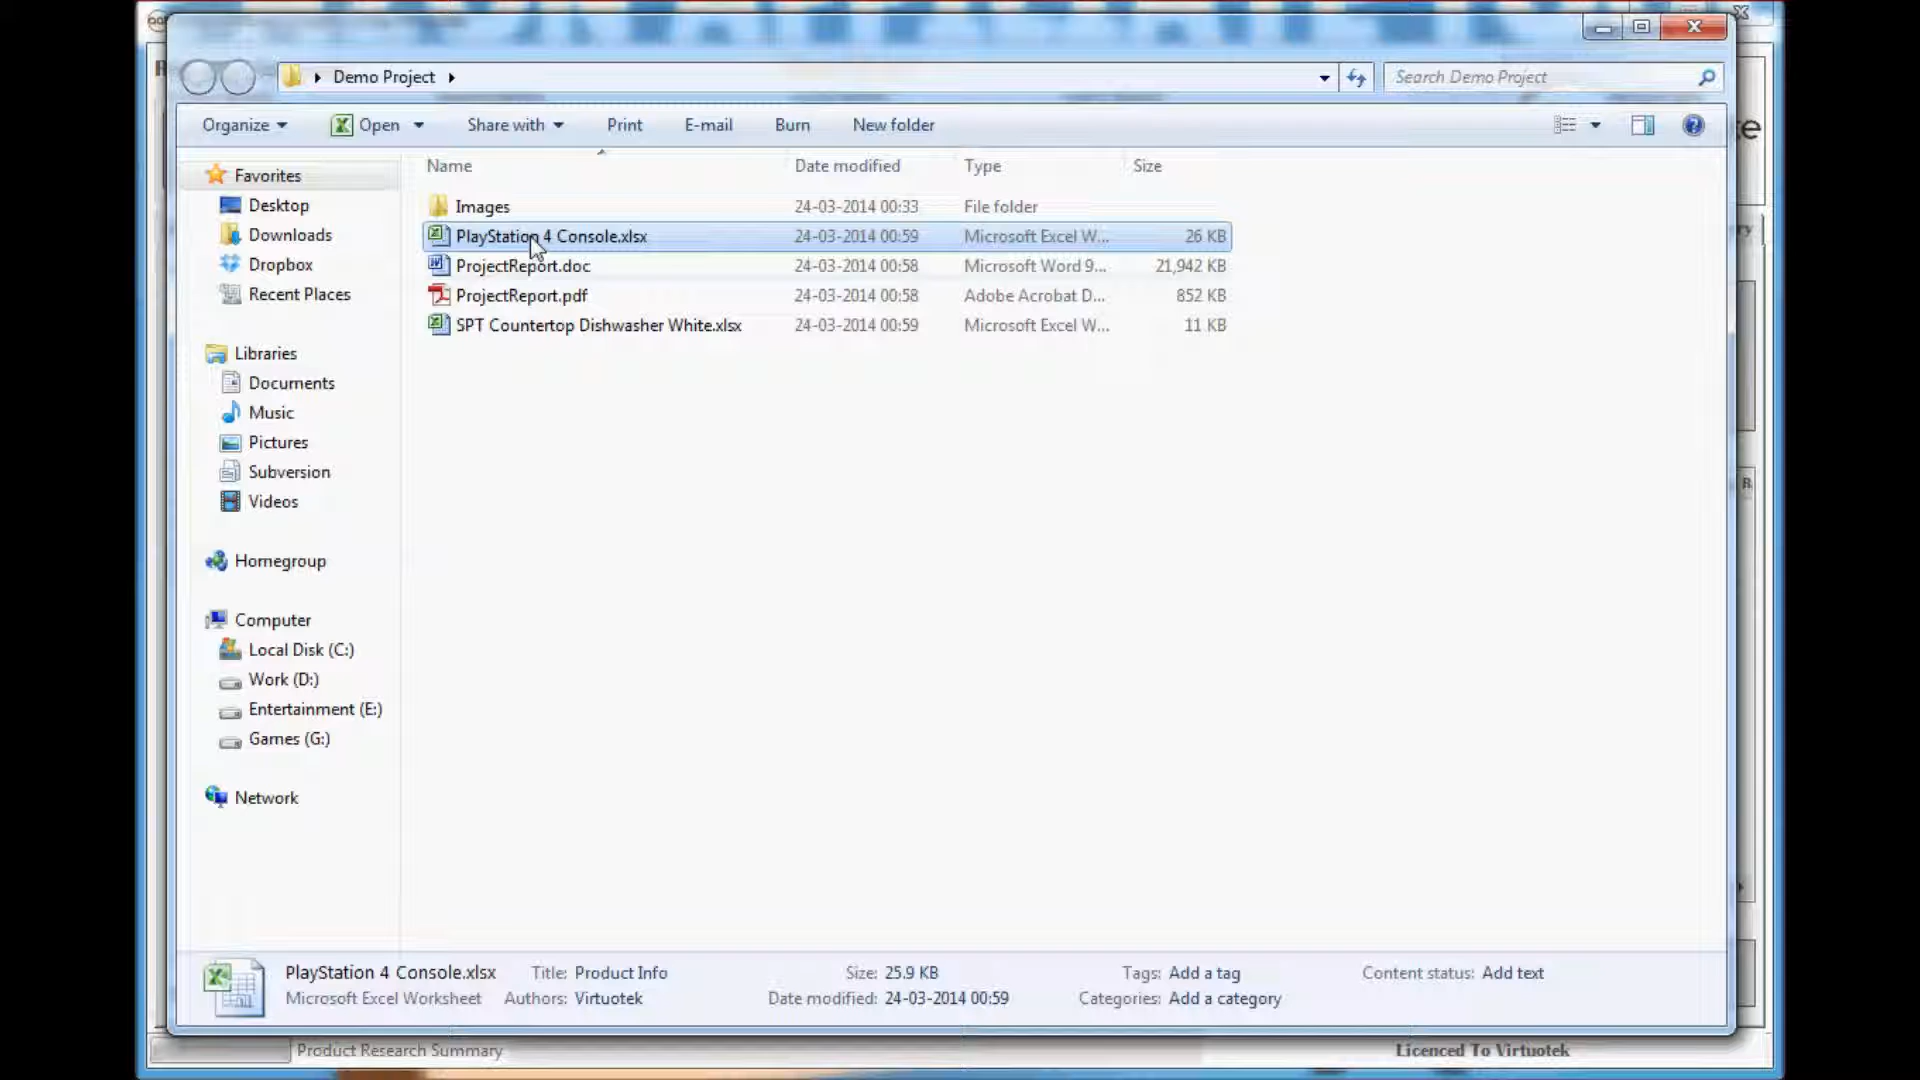 Demo Project
Search Demo Project
Organize Open Share with Print E-mail Burn New folder
Name Date modified Type Size
Favorites
Desktop
Downloads
Dropbox
Recent Places
Libraries
Documents
Music
Pictures
Subversion
Videos
Homegroup
Computer
Local Disk (C:)
Work (D:)
Entertainment (E:)
Games (G:)
Network
Images 24-03-2014 00:33 File folder
PlayStation 4 Console.xlsx 24-03-2014 00:59 Microsoft Excel W... 26 KB
ProjectReport.doc 24-03-2014 00:58 Microsoft Word 9... 21,942 KB
ProjectReport.pdf 24-03-2014 00:58 Adobe Acrobat D... 852 KB
SPT Countertop Dishwasher White.xlsx 24-03-2014 00:59 Microsoft Excel W... 11 KB
PlayStation 4 Console.xlsx Title: Product Info Size: 25.9 KB Tags: Add a tag Content status: Add text
Microsoft Excel Worksheet Authors: Virtuotek Date modified: 24-03-2014 00:59 Categories: Add a category
Product Research Summary Licenced To Virtuotek